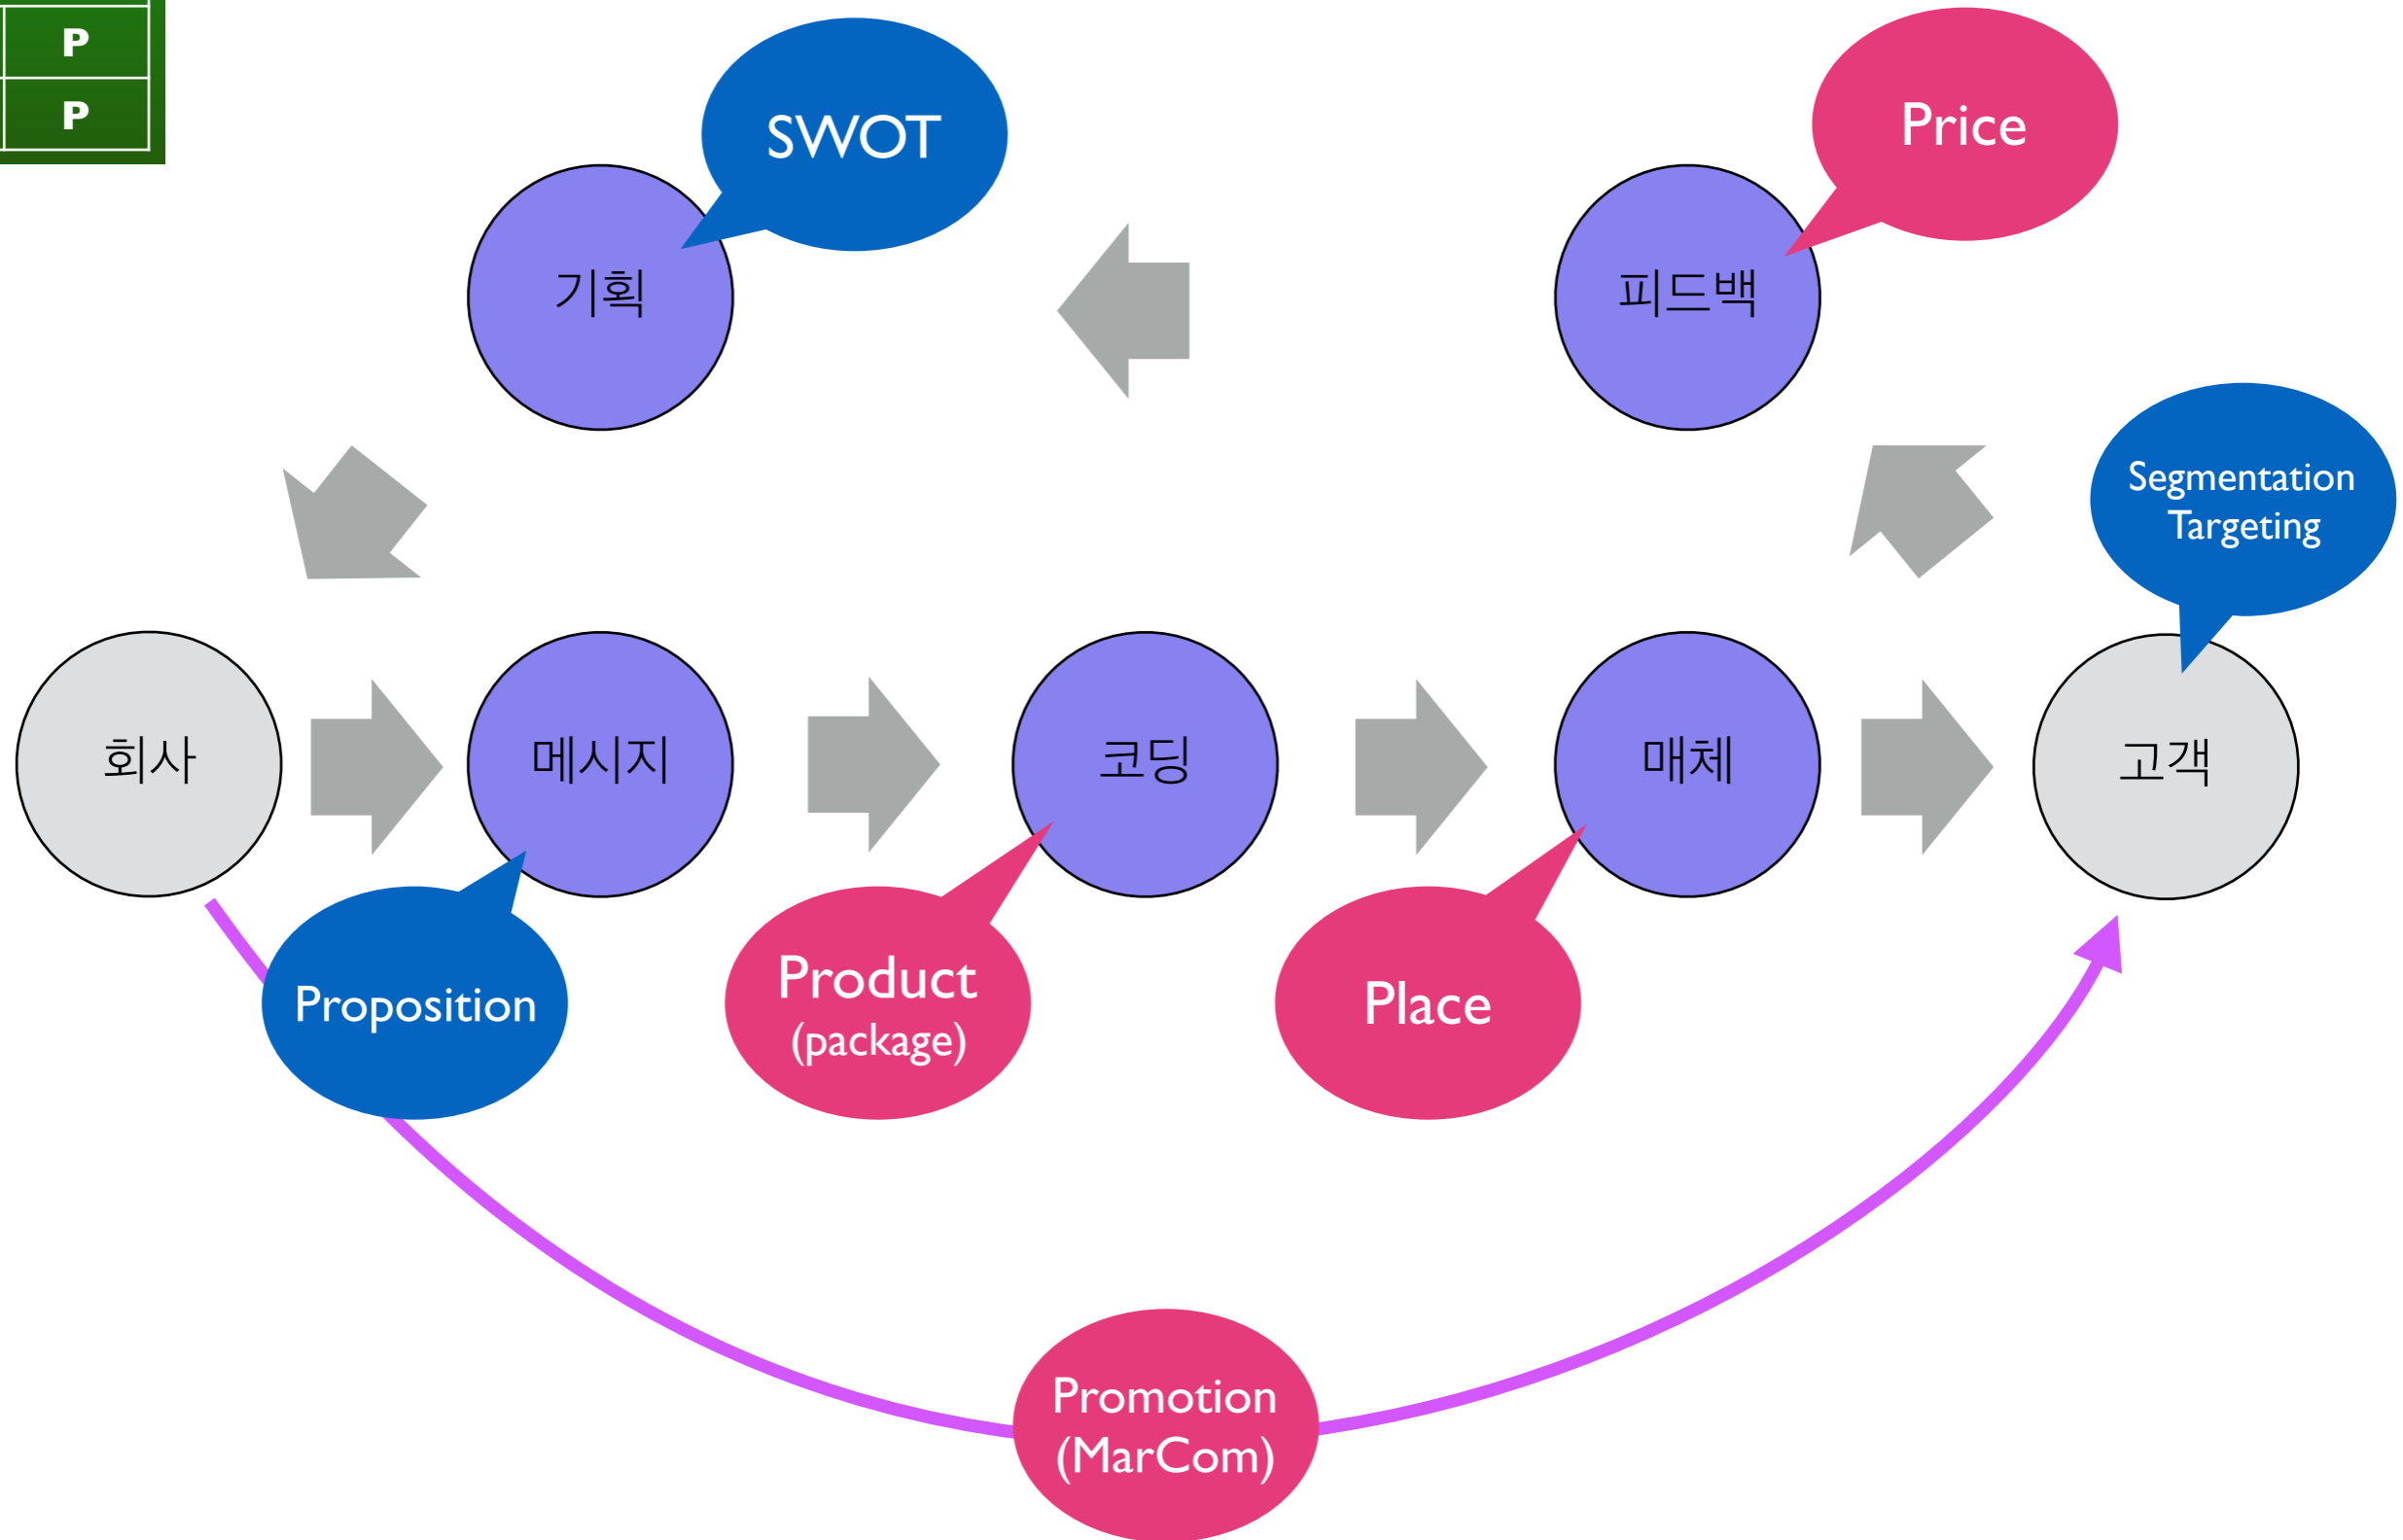 P
P
SWOT
Price
기획
피드백
Segmentation
Targeting
회사
메시지
코딩
매체
고객
Proposition
Product
(package)
Place
Promotion
(MarCom)